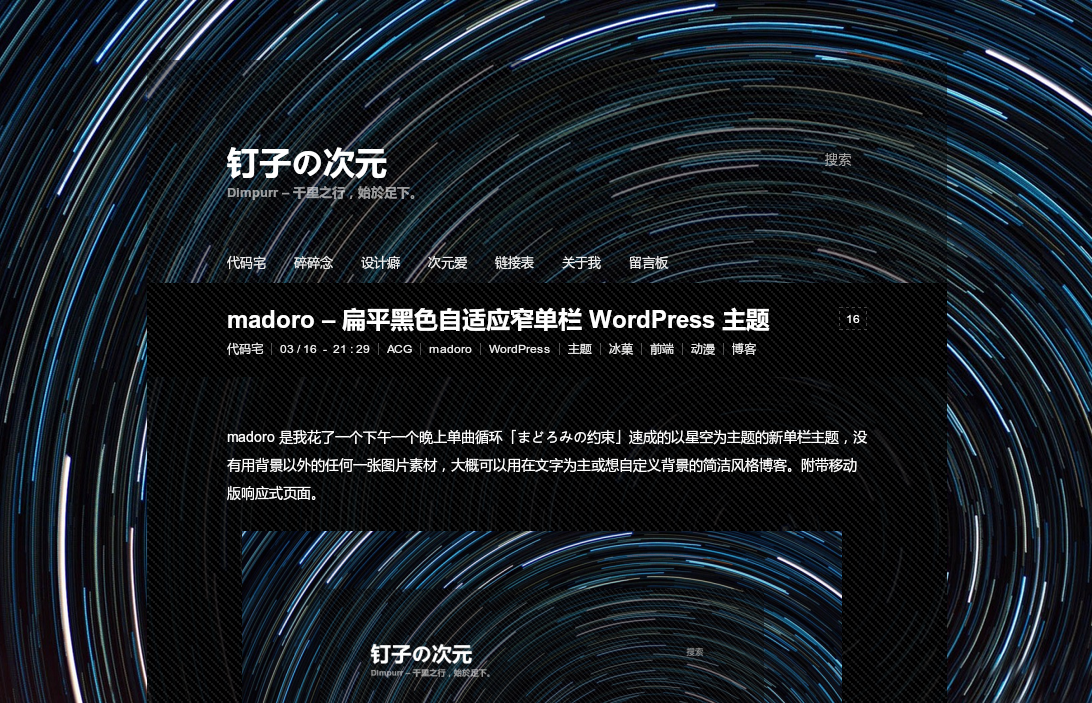 钉子の次元
搜索
Dimpurr – 千里之行，始於足下。
代码宅 碎碎念 设计癖 次元爱 链接表 关于我 留言板
madoro – 扁平黑色自适应窄单栏 WordPress 主题
16
代码宅 | 03 / 16 - 21 : 29 | ACG | madoro | WordPress | 主题 | 冰菓 | 前端 | 动漫 | 博客
madoro 是我花了一个下午一个晚上单曲循环「まどろみの约束」速成的以星空为主题的新单栏主题，没
有用背景以外的任何一张图片素材，大概可以用在文字为主或想自定义背景的简洁风格博客。附带移动
版响应式页面。
钉子の次元
搜索
Dimpurr – 千里之行，始於足下。